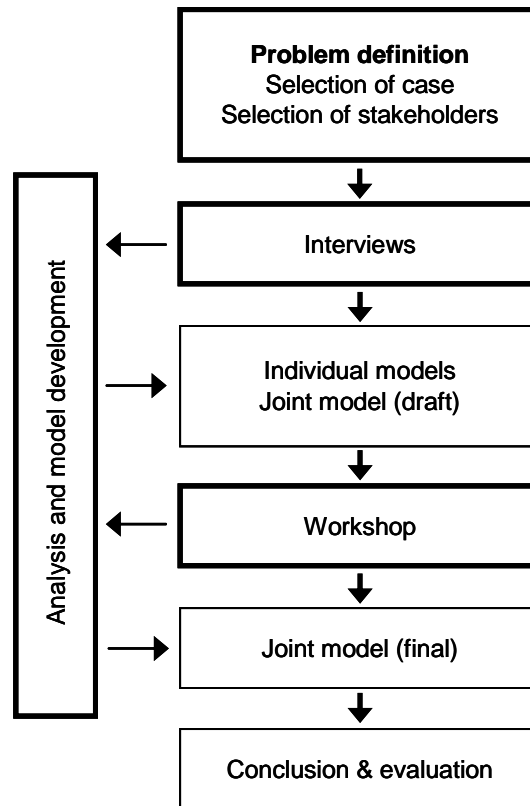 Problem definition
Selection of case
Selection of stakeholders
Interviews
Analysis and model development
Individual models
Joint model (draft)
Workshop
Joint model (final)
Conclusion & evaluation